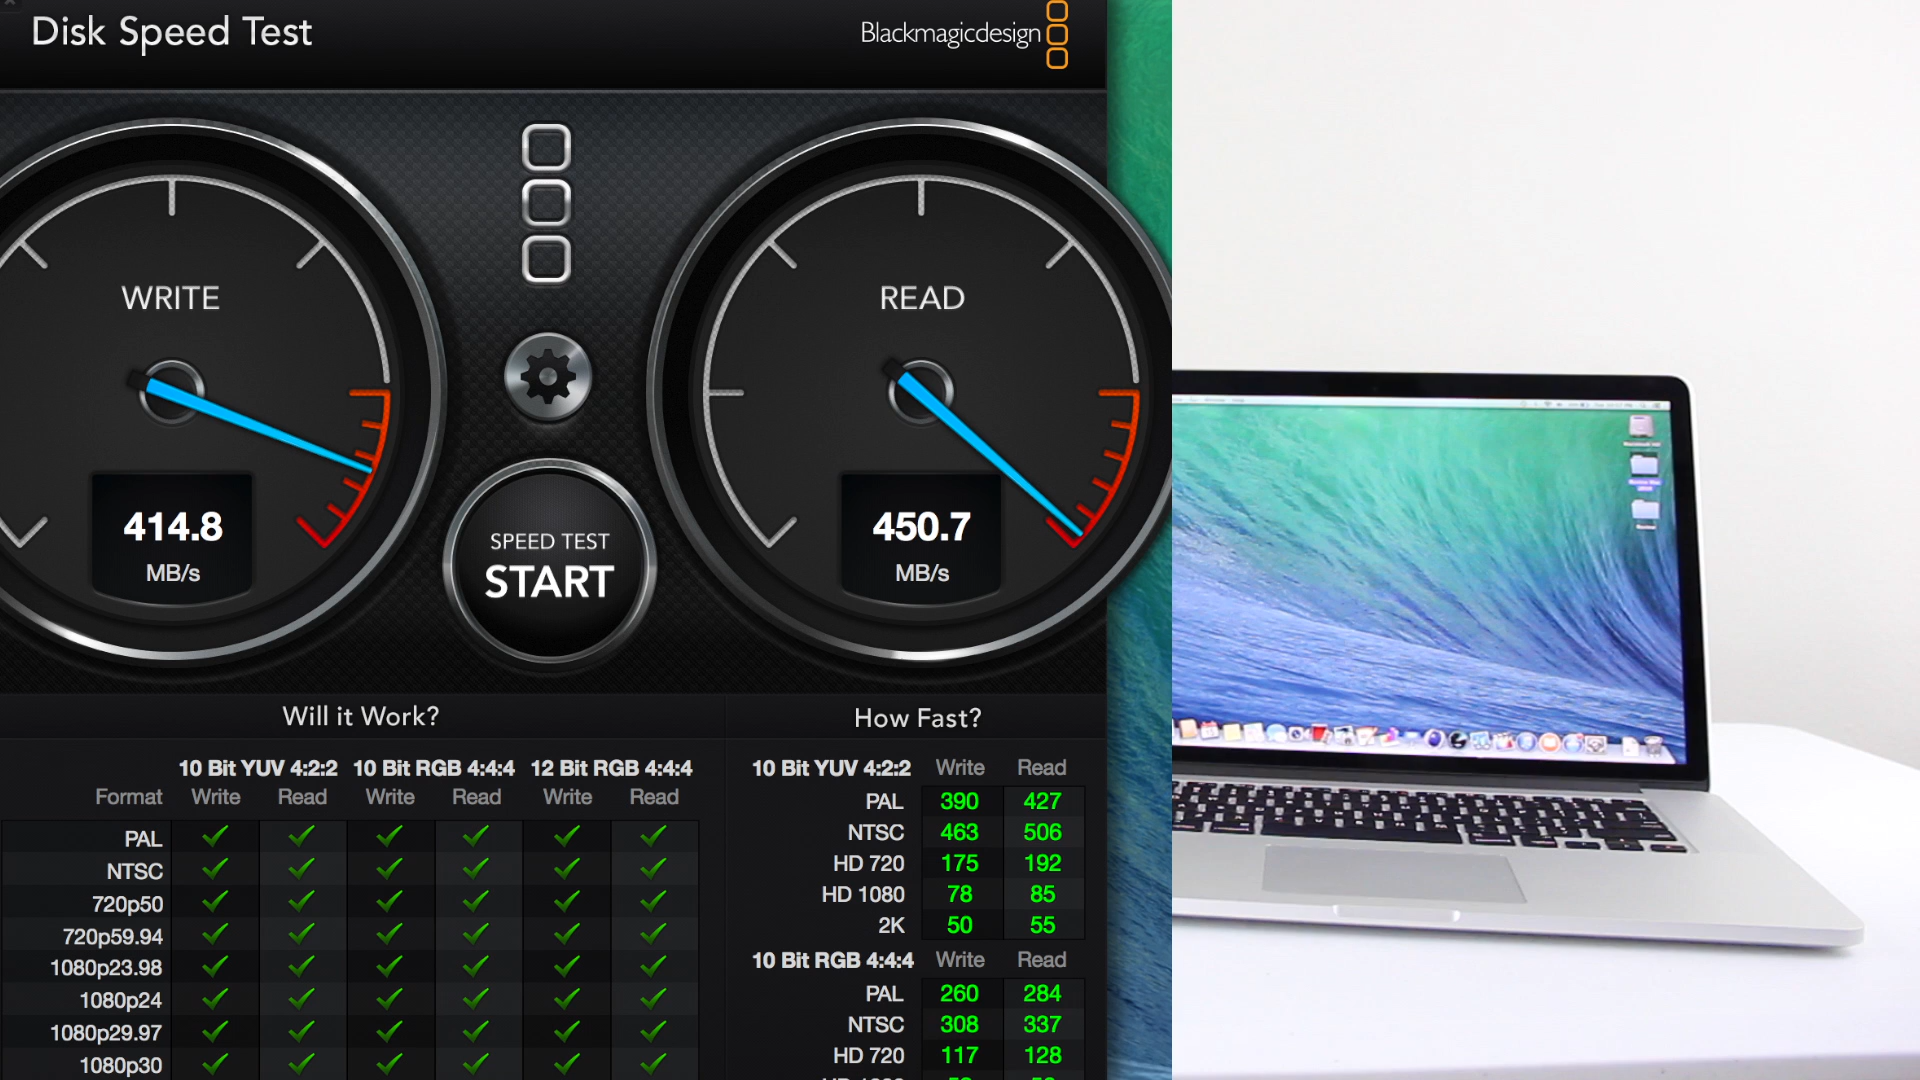 Disk Speed Test
Blackmagicdesign
WRITE
READ
414.8
MB/s
450.7
MB/s
SPEED TEST
START
Will it Work?
10 Bit YUV 4:2:2 10 Bit RGB 4:4:4 12 Bit RGB 4:4:4
Format Write Read Write Read Write Read
PAL
NTSC
720p50
720p59.94
1080p23.98
1080p24
1080p29.97
1080p30
How Fast?
10 Bit YUV 4:2:2 Write Read
PAL 390 427
NTSC 463 506
HD 720 175 192
HD 1080 78 85
2K 50 55
10 Bit RGB 4:4:4 Write Read
PAL 260 284
NTSC 308 337
HD 720 117 128